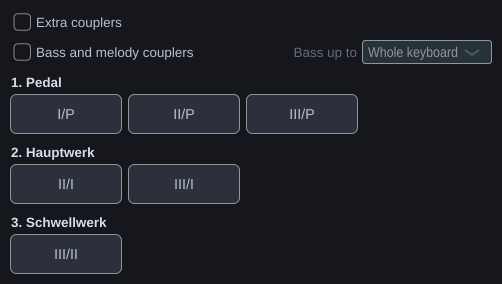 Extra couplers
Bass and melody couplers Bass up to Whole keyboard
1. Pedal
I/P II/P III/P
2. Hauptwerk
II/I III/I
3. Schwellwerk
III/II